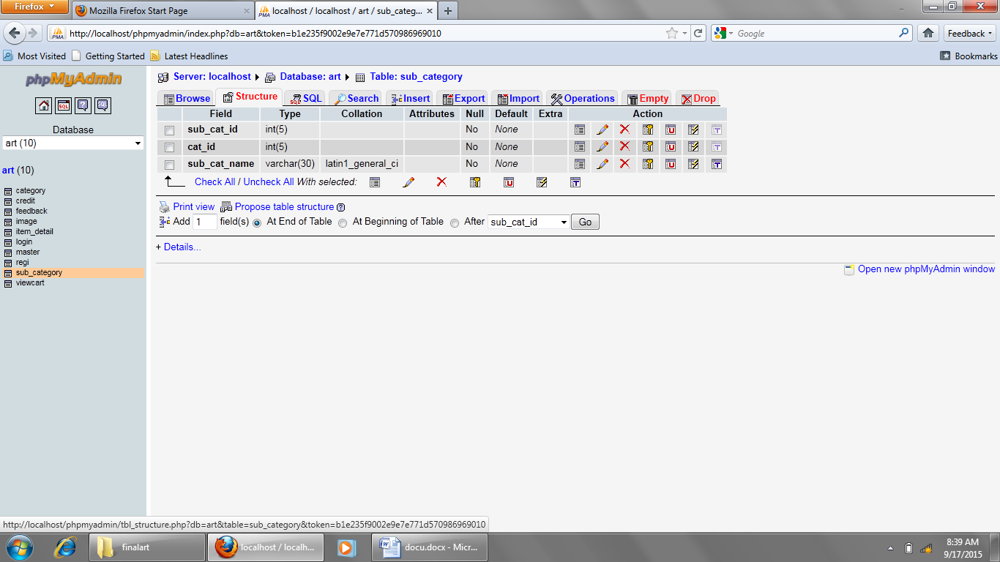 Firefox
Mozilla Firefox Start Page
localhost / localhost / art / sub_categ...
http://localhost/phpmyadmin/index.php?db=art&token=b1e235f9002e9e7e771d570986969010
Google
Feedback
Most Visited
Getting Started
Latest Headlines
Bookmarks
phpMyAdmin
Server: localhost
Database: art
Table: sub_category
Browse
Structure
SQL
Search
Insert
Export
Import
Operations
Empty
Drop
Database
art (10)
art (10)
category
credit
feedback
image
item_detail
login
master
regi
sub_category
viewcart
Field Type Collation Attributes Null Default Extra Action
sub_cat_id int(5) No None
cat_id int(5) No None
sub_cat_name varchar(30) latin1_general_ci No None
Check All / Uncheck All With selected:
Print view Propose table structure
Add 1 field(s) At End of Table At Beginning of Table After sub_cat_id Go
+ Details...
Open new phpMyAdmin window
http://localhost/phpmyadmin/tbl_structure.php?db=art&table=sub_category&token=b1e235f9002e9e7e771d570986969010
finalart
localhost / localh...
docu.docx - Micr...
8:39 AM
9/17/2015